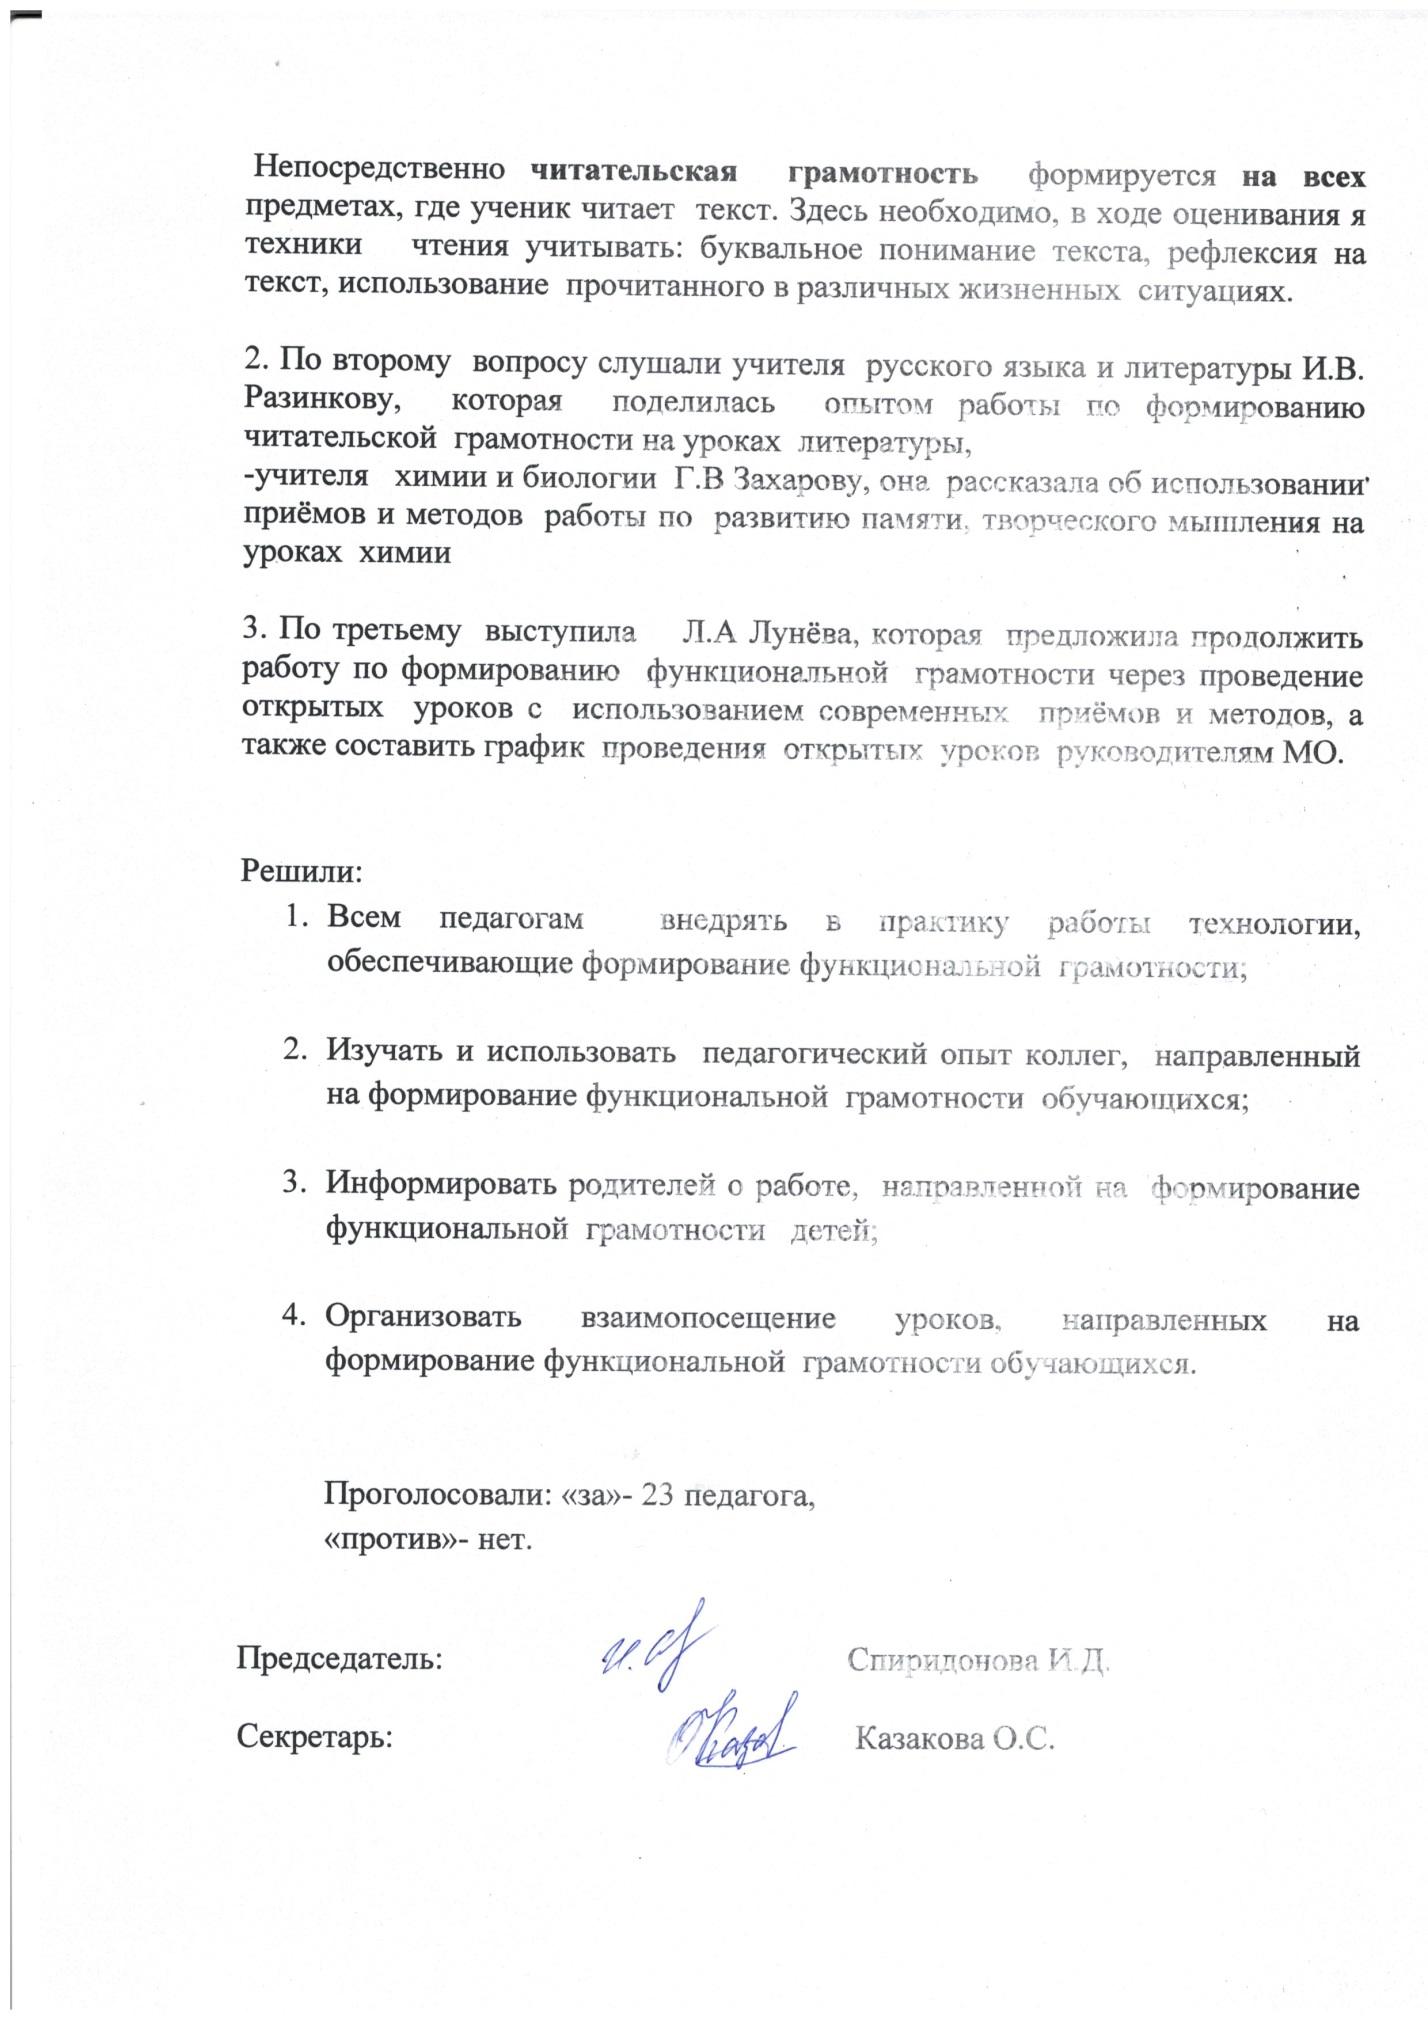 Непосредственно читательская грамотность формируется на всех
предметах, где ученик читает текст. Здесь необходимо, в ходе оценивания я
техники чтения учитывать: буквальное понимание текста, рефлексия на
текст, использование прочитанного в различных жизненных ситуациях.
2. По второму вопросу слушали учителя русского языка и литературы И.В.
Разинкову, которая поделилась опытом работы по формированию
читательской грамотности на уроках литературы,
-учителя химии и биологии Г.В Захарову, она рассказала об использовании
приёмов и методов работы по развитию памяти, творческого мышления на
уроках химии
3. По третьему выступила Л.А Лунёва, которая предложила продолжить
работу по формированию функциональной грамотности через проведение
открытых уроков с использованием современных приёмов и методов, а
также составить график проведения открытых уроков руководителям МО.
Решили:
1. Всем педагогам внедрять в практику работы технологии,
обеспечивающие формирование функциональной грамотности;
2. Изучать и использовать педагогический опыт коллег, направленный
на формирование функциональной грамотности обучающихся;
3. Информировать родителей о работе, направленной на формирование
функциональной грамотности детей;
4. Организовать взаимопосещение уроков, направленных на
формирование функциональной грамотности обучающихся.
Проголосовали: «за»- 23 педагога,
«против»- нет.
Председатель: Спиридонова И.Д.
Секретарь: Казакова О.С.